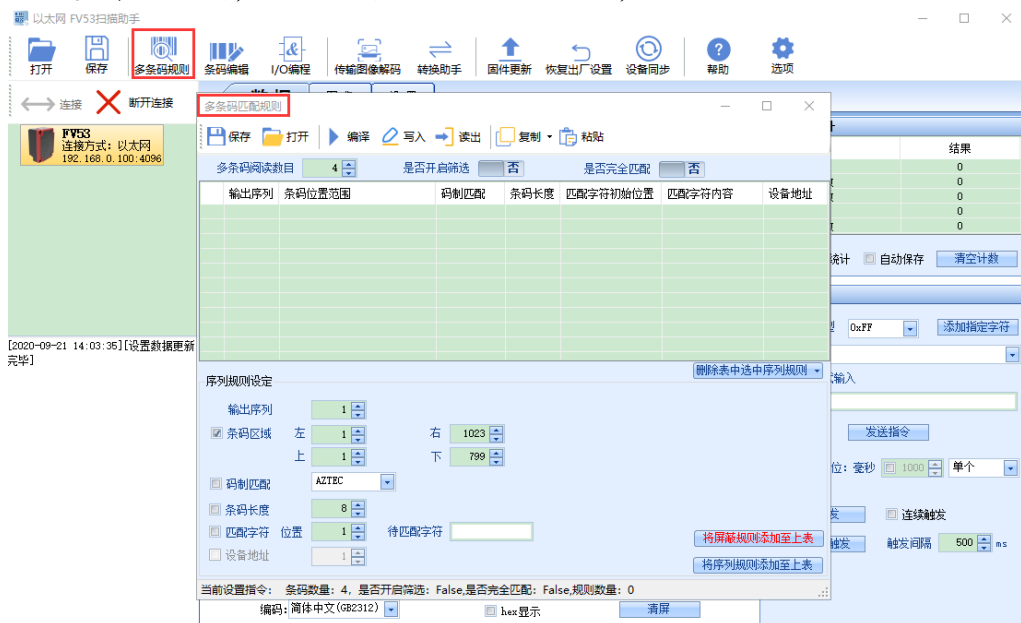 以太网 FV53扫描助手
打开 保存 多条码规则 条码编辑 I/O编程 传输图像解码 转换助手 固件更新 恢复出厂设置 设备同步 帮助 选项
连接 断开连接
多条码匹配规则
FV53
连接方式: 以太网
192.168.0.100:4096
保存 打开 编译 写入 读出 复制 粘贴
结果
多条码阅读数目 4 是否开启筛选 否 是否完全匹配 否
0
输出序列 条码位置范围 码制匹配 条码长度 匹配字符初始位置 匹配字符内容 设备地址
0
0
0
0
统计 自动保存 清空计数
0xFF 添加指定字符
[2020-09-21 14:03:35][设置数据更新
完毕]
删除表中选中序列规则
序列规则设定
输入
输出序列 1
条码区域 左 1 右 1023
发送指令
上 1 下 799
位: 毫秒 1000 单个
码制匹配 AZTEC
条码长度 8
发 连续触发
匹配字符 位置 1 待匹配字符
将屏蔽规则添加至上表
触发 触发间隔 500 ms
设备地址 1
将序列规则添加至上表
当前设置指令: 条码数量: 4, 是否开启筛选: False,是否完全匹配: False,规则数量: 0
编码: 简体中文(GB2312) hex显示 清屏